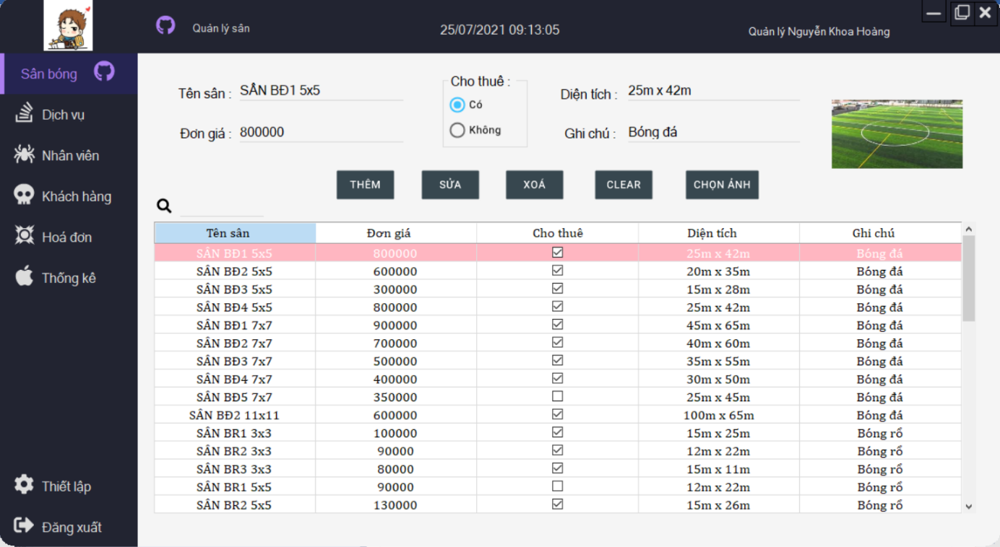 Quản lý sân
25/07/2021 09:13:05
Quản lý Nguyễn Khoa Hoàng
Sân bóng
Dịch vụ
Nhân viên
Khách hàng
Hoá đơn
Thống kê
Thiết lập
Đăng xuất
Tên sân : SÂN BĐ1 5x5
Cho thuê :
Có
Không
Diện tích : 25m x 42m
Đơn giá : 800000
Ghi chú : Bóng đá
THÊM SỬA XOÁ CLEAR CHỌN ẢNH
Tên sân Đơn giá Cho thuê Diện tích Ghi chú
SÂN BĐ1 5x5 800000 25m x 42m Bóng đá
SÂN BĐ2 5x5 600000 20m x 35m Bóng đá
SÂN BĐ3 5x5 300000 15m x 28m Bóng đá
SÂN BĐ4 5x5 800000 25m x 42m Bóng đá
SÂN BĐ1 7x7 900000 45m x 65m Bóng đá
SÂN BĐ2 7x7 700000 40m x 60m Bóng đá
SÂN BĐ3 7x7 500000 35m x 55m Bóng đá
SÂN BĐ4 7x7 400000 30m x 50m Bóng đá
SÂN BĐ5 7x7 350000 25m x 45m Bóng đá
SÂN BĐ2 11x11 600000 100m x 65m Bóng đá
SÂN BR1 3x3 100000 15m x 25m Bóng rổ
SÂN BR2 3x3 90000 12m x 22m Bóng rổ
SÂN BR3 3x3 80000 15m x 11m Bóng rổ
SÂN BR1 5x5 90000 12m x 22m Bóng rổ
SÂN BR2 5x5 130000 15m x 26m Bóng rổ